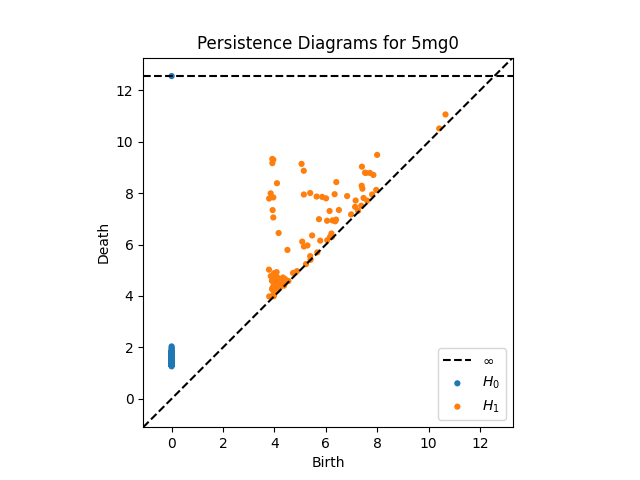 Persistence Diagrams for 5mg0
Death
12
10
8
6
4
2
0
0 2 4 6 8 10 12
Birth
∞
H₀
H₁